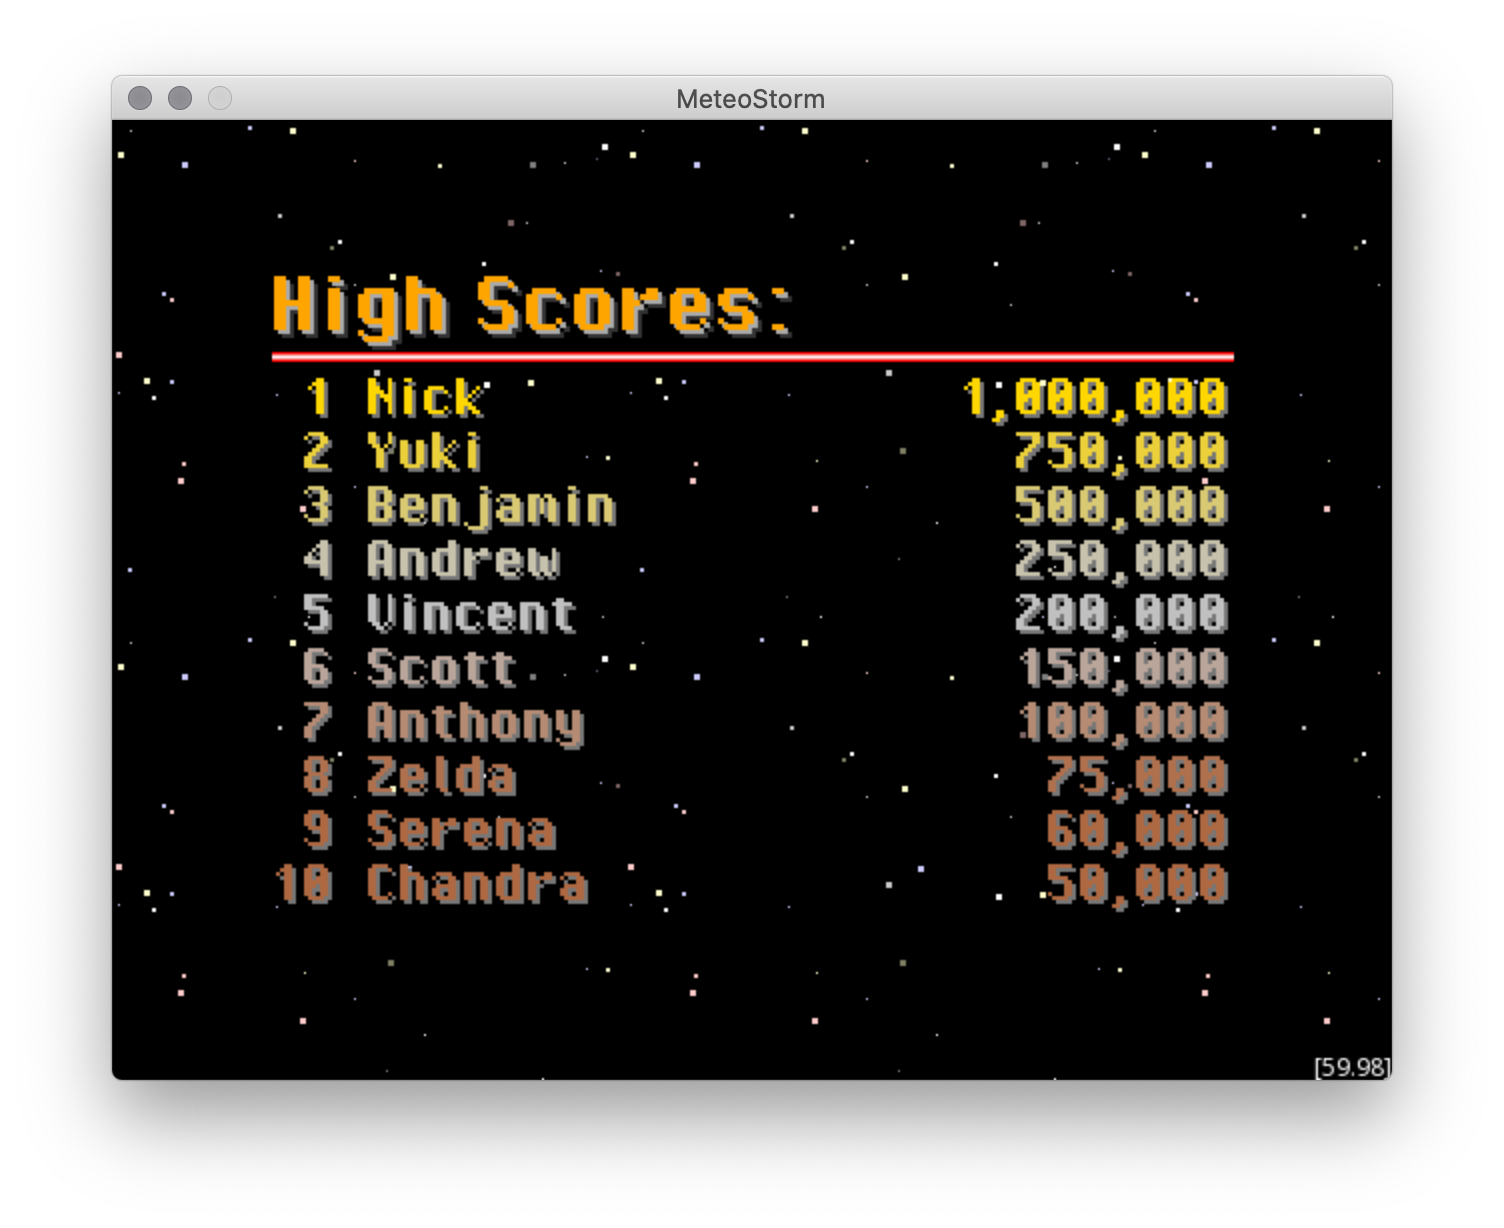 MeteoStorm
High Scores:
1 Nick 1,000,000
2 Yuki 750,000
3 Benjamin 500,000
4 Andrew 250,000
5 Vincent 200,000
6 Scott 150,000
7 Anthony 100,000
8 Zelda 75,000
9 Serena 60,000
10 Chandra 50,000
[59.98]